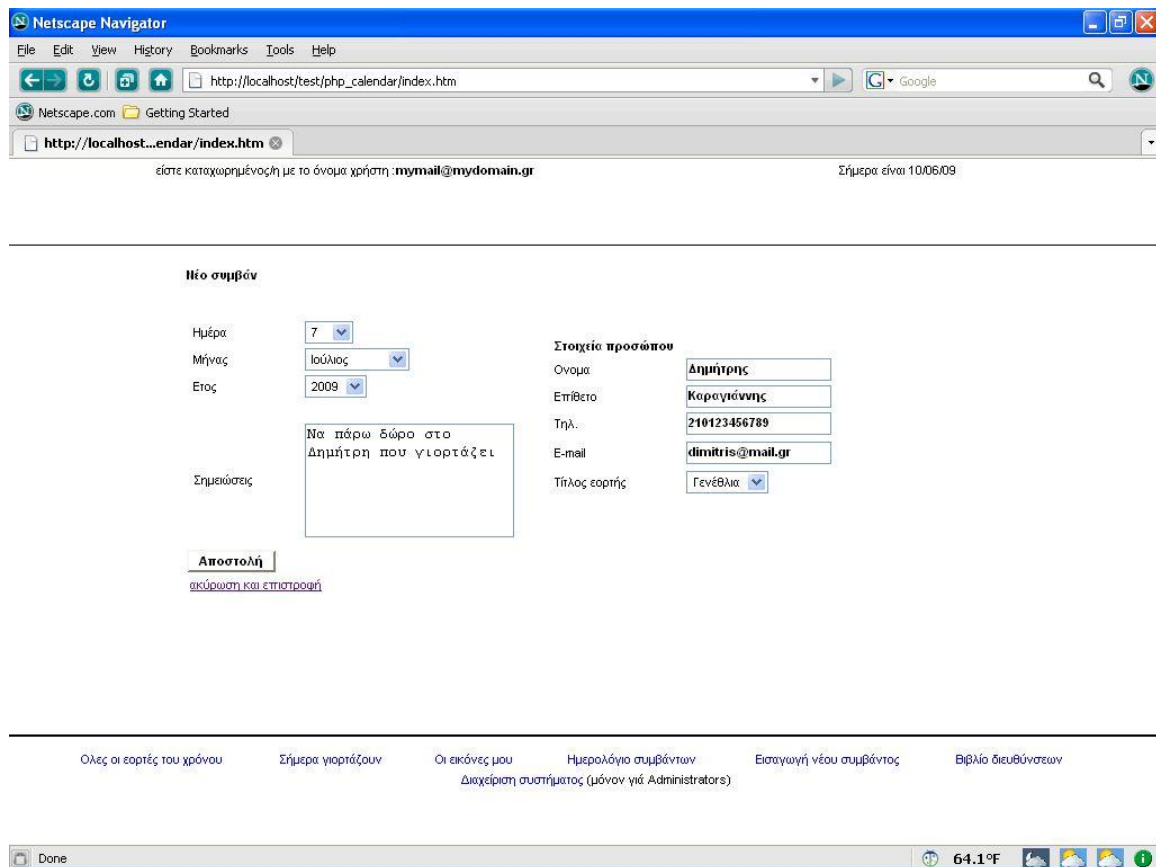 Netscape Navigator
File Edit View History Bookmarks Tools Help
http://localhost/test/php_calendar/index.htm
G Google
N
Netscape.com Getting Started
http://localhost...endar/index.htm
είστε καταχωρημένος/η με το όνομα χρήστη :mymail@mydomain.gr Σήμερα είναι 10/06/09
Νέο συμβάν
Ημέρα 7
Μήνας Ιούλιος
Ετος 2009
Σημειώσεις
Να πάρω δώρο στο
Δημήτρη που γιορτάζει
Στοιχεία προσώπου
Ονομα Δημήτρης
Επίθετο Καραγιάννης
Τηλ. 210123456789
E-mail dimitris@mail.gr
Τίτλος εορτής Γενέθλια
Αποστολή
ακύρωση και επιστροφή
Ολες οι εορτές του χρόνου Σήμερα γιορτάζουν Οι εικόνες μου Ημερολόγιο συμβάντων Εισαγωγή νέου συμβάντος Βιβλίο διευθύνσεων
Διαχείριση συστήματος (μόνον γιά Administrators)
Done 64.1°F